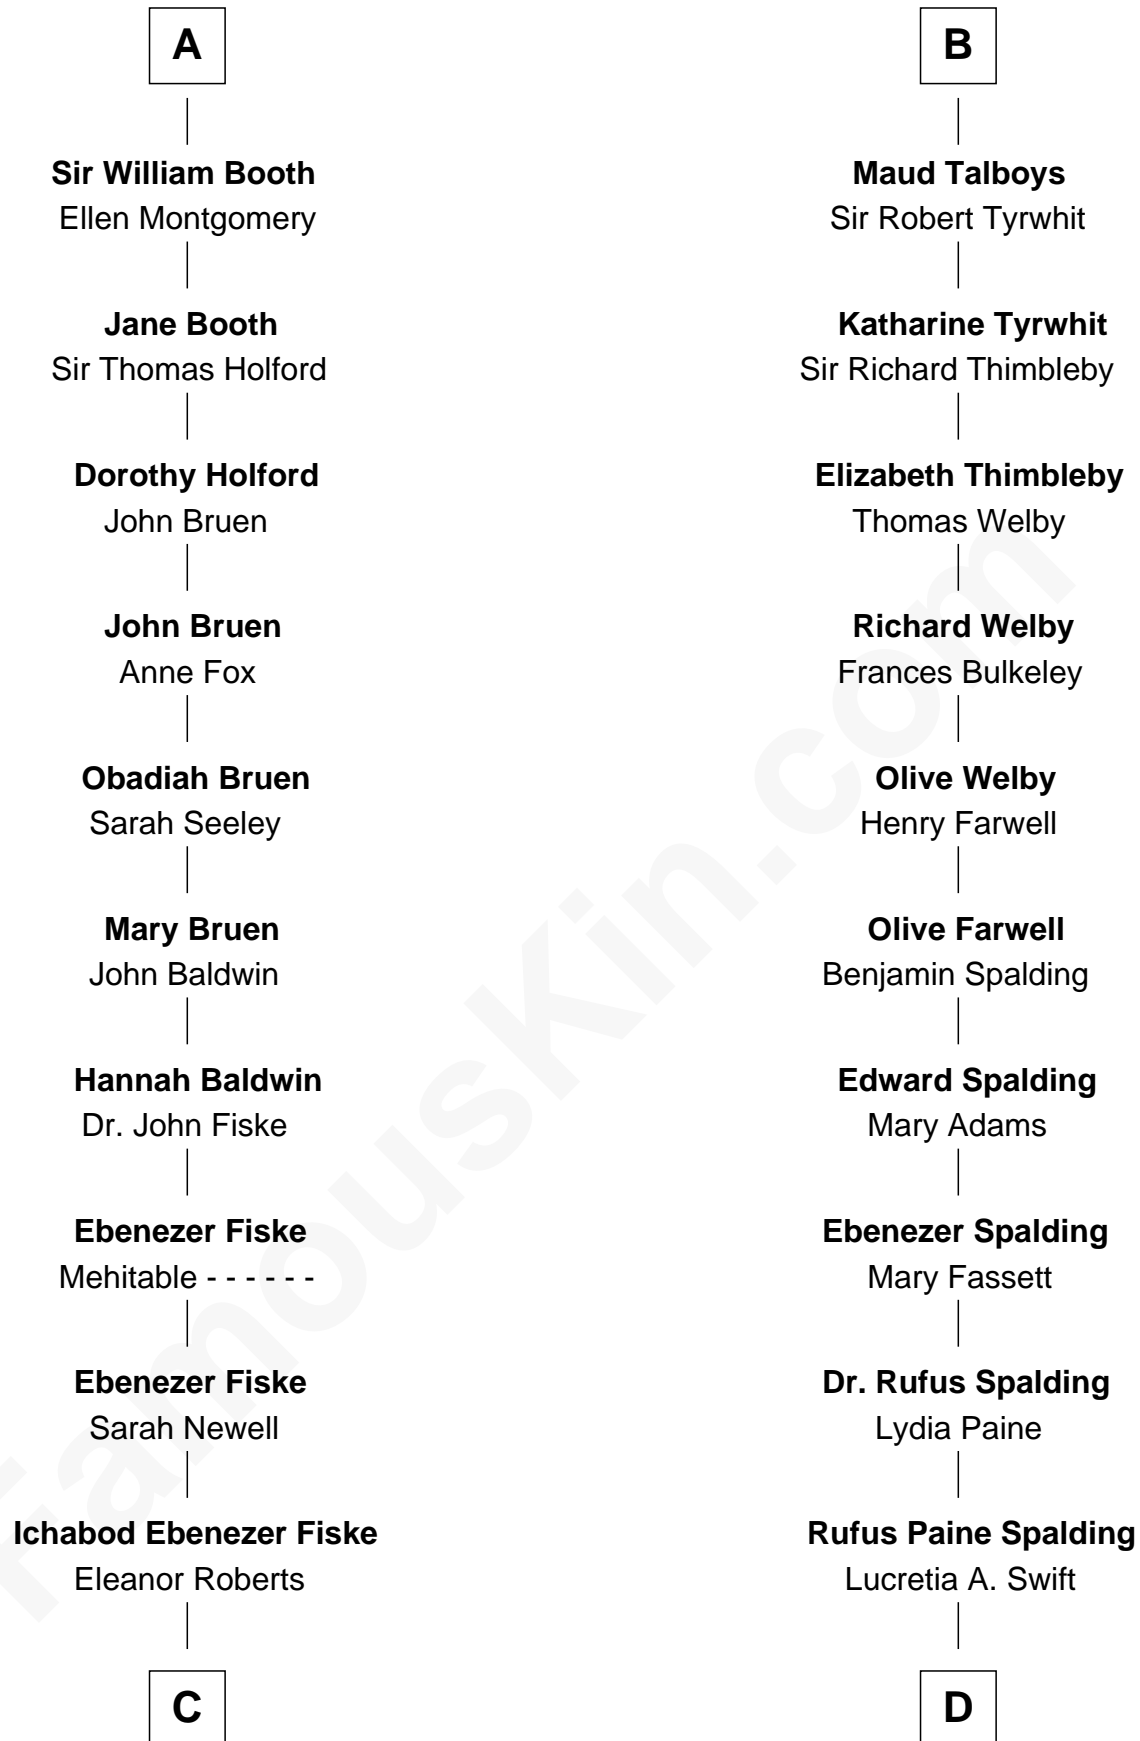 A
Sir William Booth
Ellen Montgomery
Jane Booth
Sir Thomas Holford
Dorothy Holford
John Bruen
John Bruen
Anne Fox
Obadiah Bruen
Sarah Seeley
Mary Bruen
John Baldwin
Hannah Baldwin
Dr. John Fiske
Ebenezer Fiske
Mehitable - - - - - -
Ebenezer Fiske
Sarah Newell
Ichabod Ebenezer Fiske
Eleanor Roberts
C
B
Maud Talboys
Sir Robert Tyrwhit
Katharine Tyrwhit
Sir Richard Thimbleby
Elizabeth Thimbleby
Thomas Welby
Richard Welby
Frances Bulkeley
Olive Welby
Henry Farwell
Olive Farwell
Benjamin Spalding
Edward Spalding
Mary Adams
Ebenezer Spalding
Mary Fassett
Dr. Rufus Spalding
Lydia Paine
Rufus Paine Spalding
Lucretia A. Swift
D
FamousKin.com